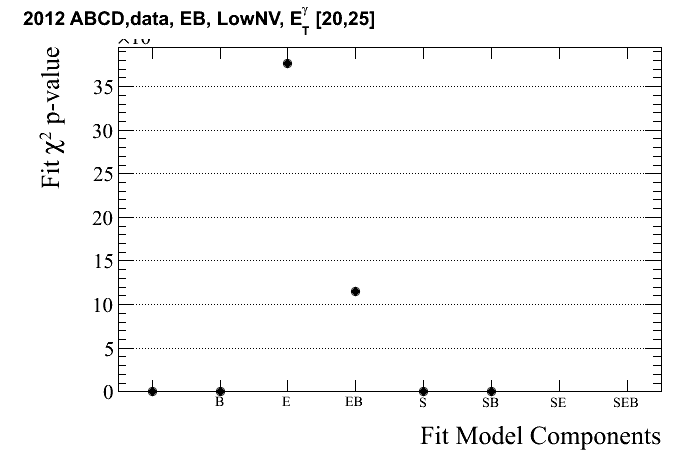 2012 ABCD,data, EB, LowNV, E_T^γ [20,25]
Fit χ² p-value
35
30
25
20
15
10
5
0
B E EB S SB SE SEB
Fit Model Components